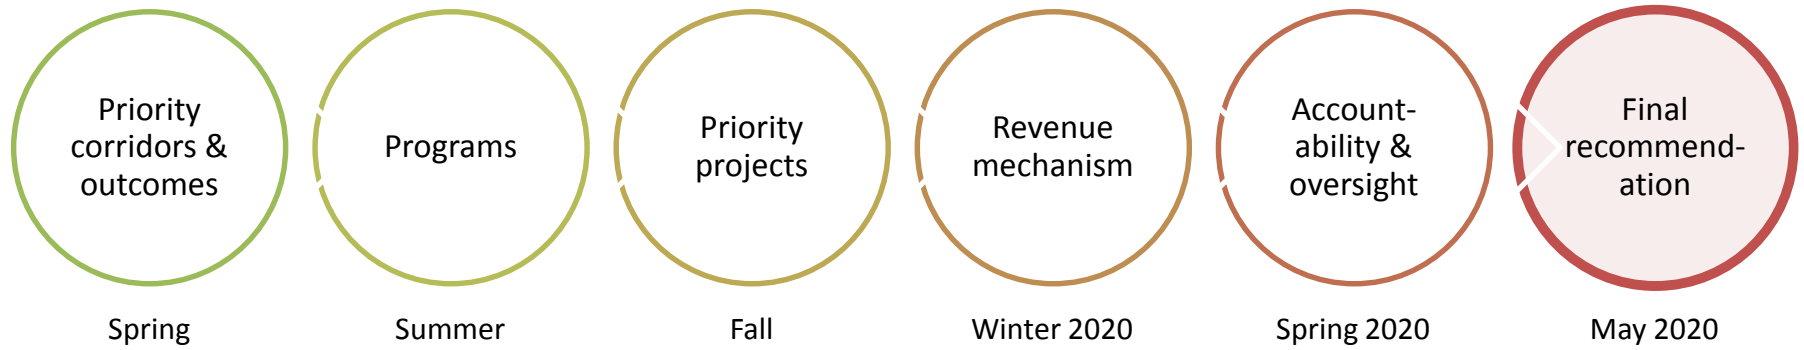 Priority
corridors &
outcomes
Programs
Priority
projects
Revenue
mechanism
Account-
ability &
oversight
Final
recommend-
ation
Spring
Summer
Fall
Winter 2020
Spring 2020
May 2020